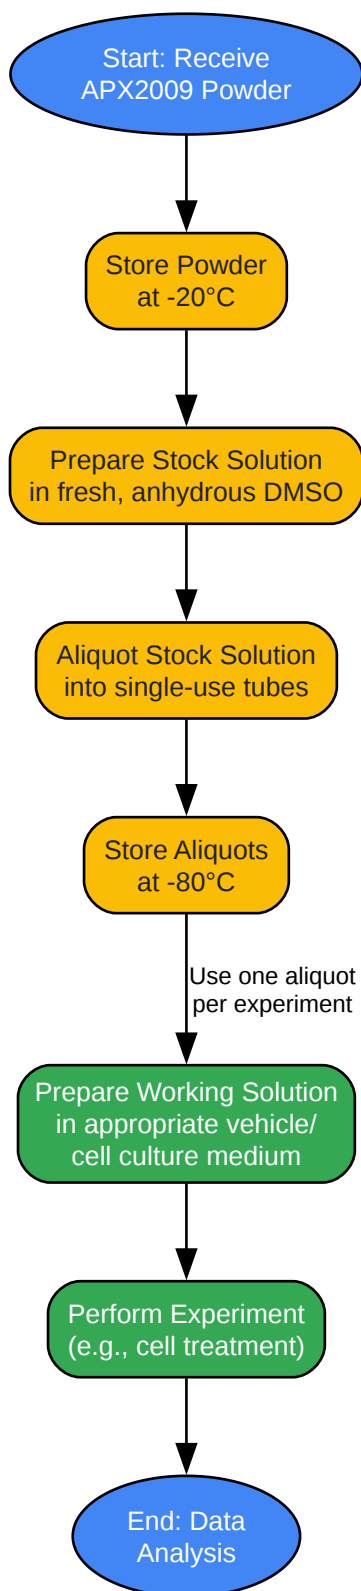 Start: Receive
APX2009 Powder
Store Powder
at -20°C
Prepare Stock Solution
in fresh, anhydrous DMSO
Aliquot Stock Solution
into single-use tubes
Store Aliquots
at -80°C
Use one aliquot
per experiment
Prepare Working Solution
in appropriate vehicle/
cell culture medium
Perform Experiment
(e.g., cell treatment)
End: Data
Analysis